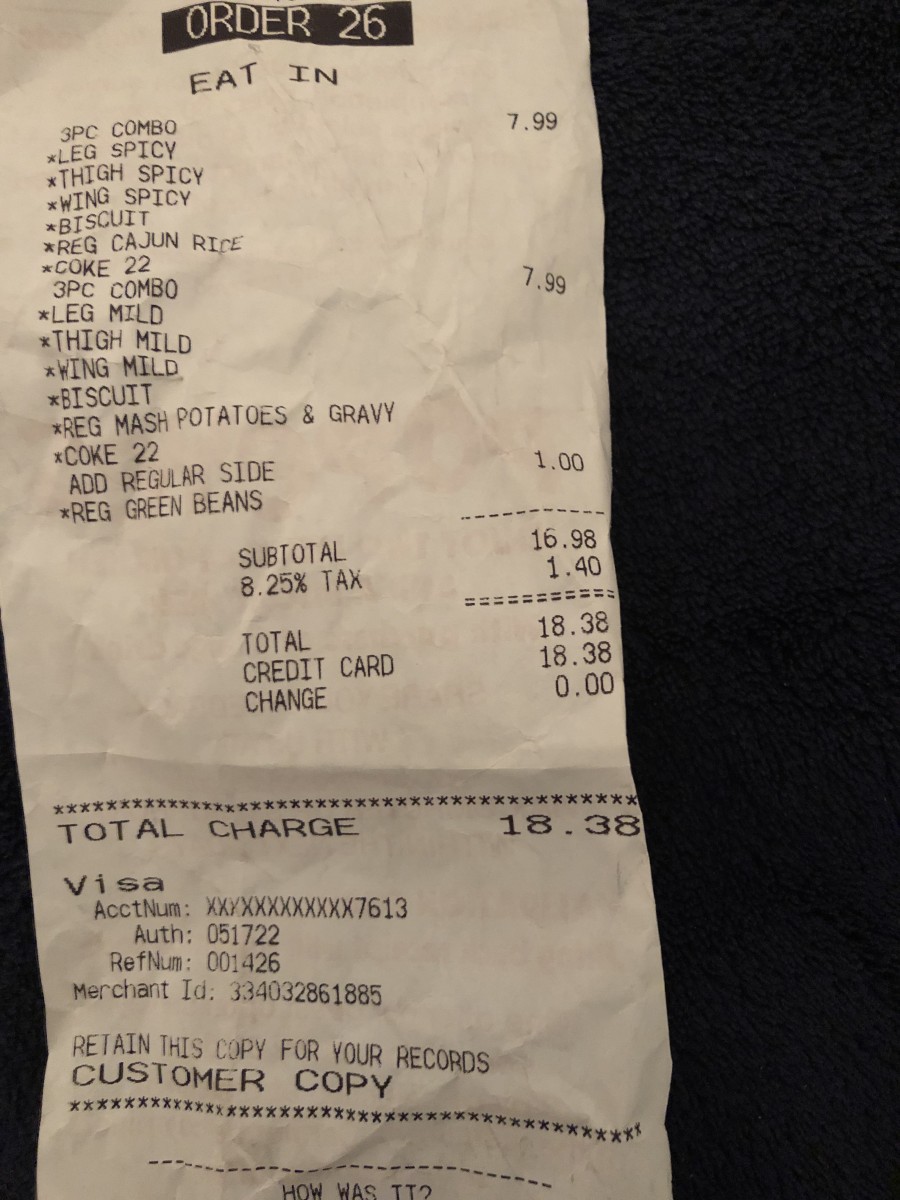 ORDER 26
EAT IN
3PC COMBO 7.99
*LEG SPICY
*THIGH SPICY
*WING SPICY
*BISCUIT
*REG CAJUN RICE
*COKE 22
3PC COMBO 7.99
*LEG MILD
*THIGH MILD
*WING MILD
*BISCUIT
*REG MASH POTATOES & GRAVY
*COKE 22
ADD REGULAR SIDE 1.00
*REG GREEN BEANS
----------
SUBTOTAL 16.98
8.25% TAX 1.40
==========
TOTAL 18.38
CREDIT CARD 18.38
CHANGE 0.00
****************************************
TOTAL CHARGE 18.38
Visa
AcctNum: XXXXXXXXXXXX7613
Auth: 051722
RefNum: 001426
Merchant Id: 334032861885
RETAIN THIS COPY FOR YOUR RECORDS
CUSTOMER COPY
****************************************
HOW WAS IT?